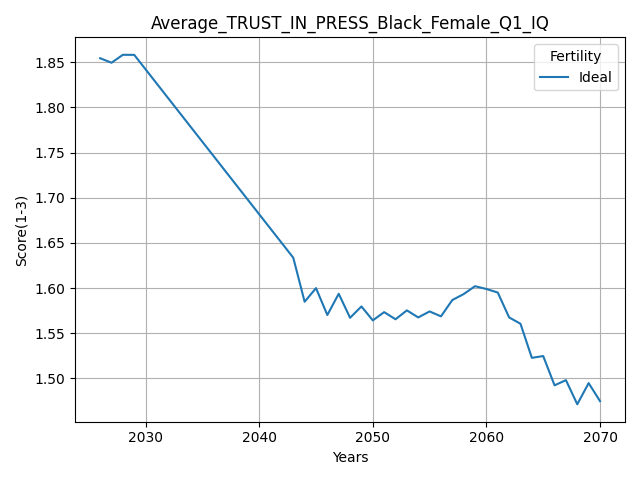 Average_TRUST_IN_PRESS_Black_Female_Q1_IQ
Fertility
Ideal
Score(1-3)
1.85
1.80
1.75
1.70
1.65
1.60
1.55
1.50
2030 2040 2050 2060 2070
Years